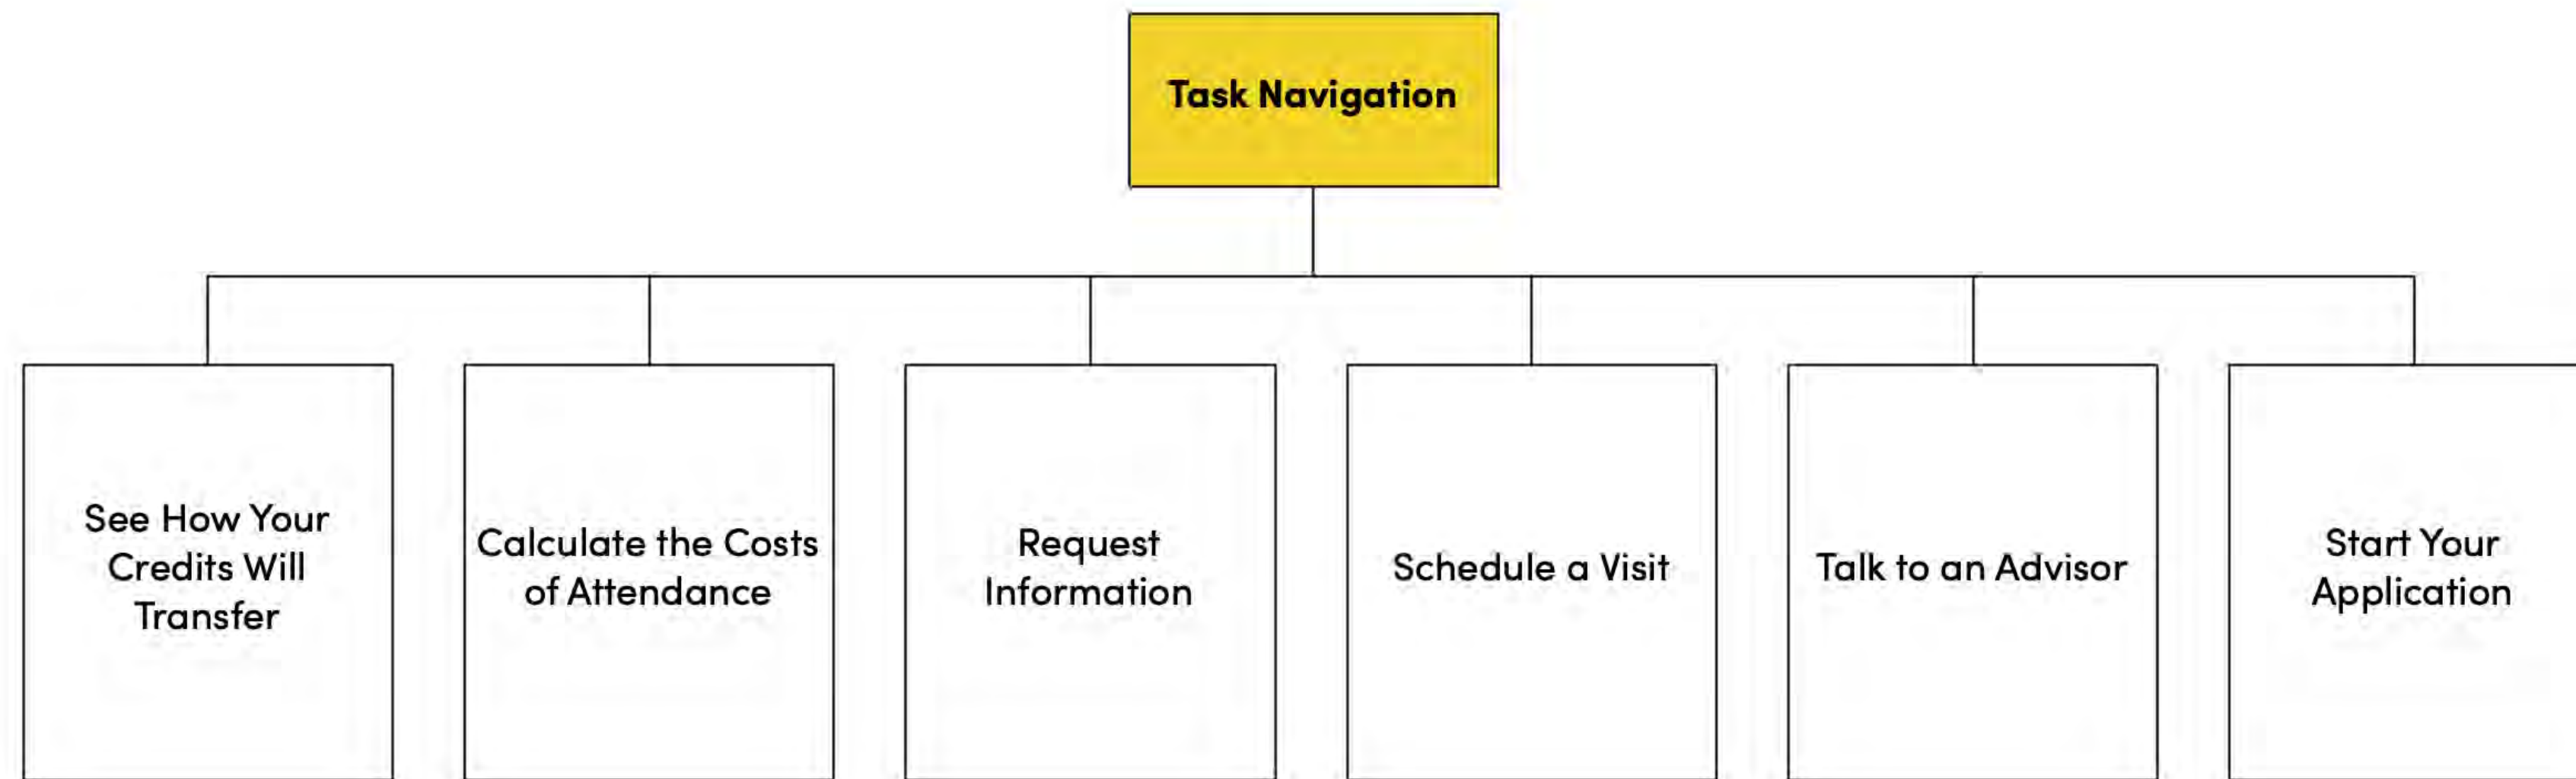 Task Navigation
See How Your
Credits Will
Transfer
Calculate the Costs
of Attendance
Request
Information
Schedule a Visit
Talk to an Advisor
Start Your
Application